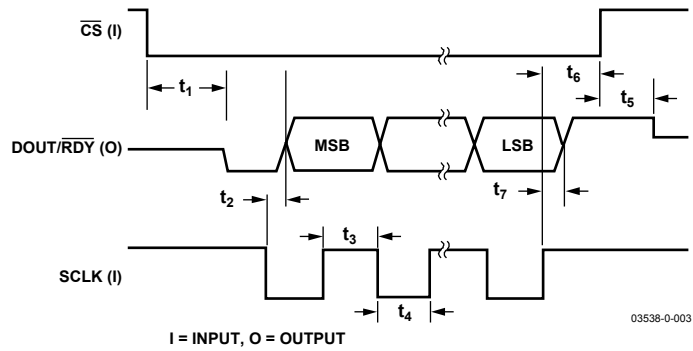 CS (I)
t1
t6
t5
DOUT/RDY (O)
MSB
LSB
t2
t7
t3
SCLK (I)
t4
03538-0-003
I = INPUT, O = OUTPUT